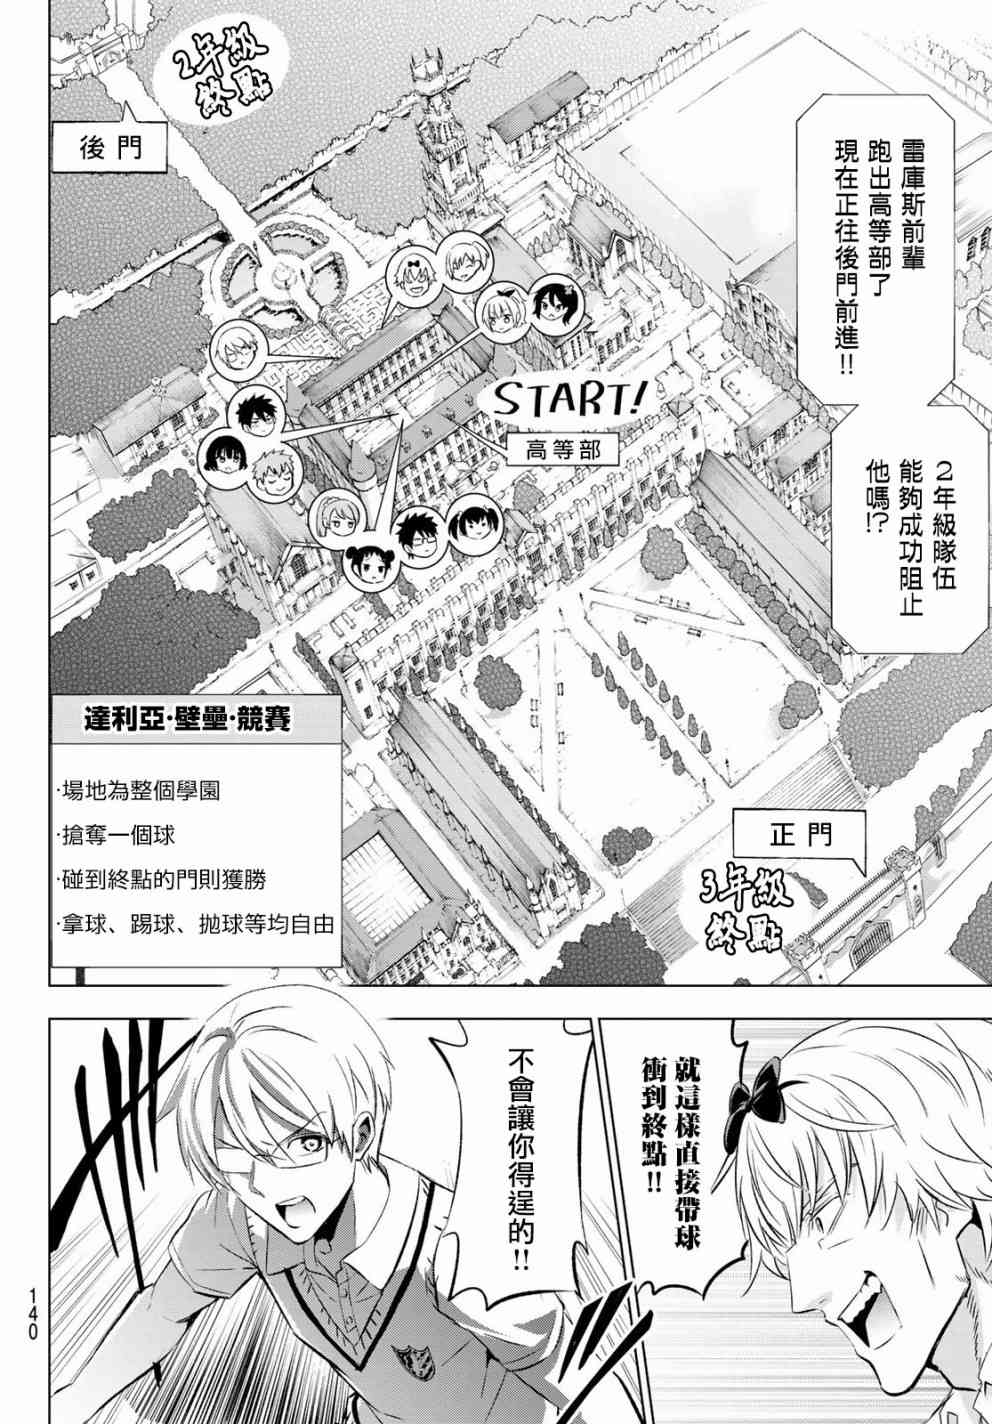 雷庫斯前輩
跑出高等部了
現在正往後門前進!!
2年級隊伍
能夠成功阻止
他嗎!?
2年級
終點
後門
START!
高等部
達利亞·壁壘·競賽
·場地為整個學園
·搶奪一個球
·碰到終點的門則獲勝
·拿球、踢球、拋球等均自由
正門
3年級
終點
就這樣直接帶球
衝到終點!!
不會讓你得逞的!!
140